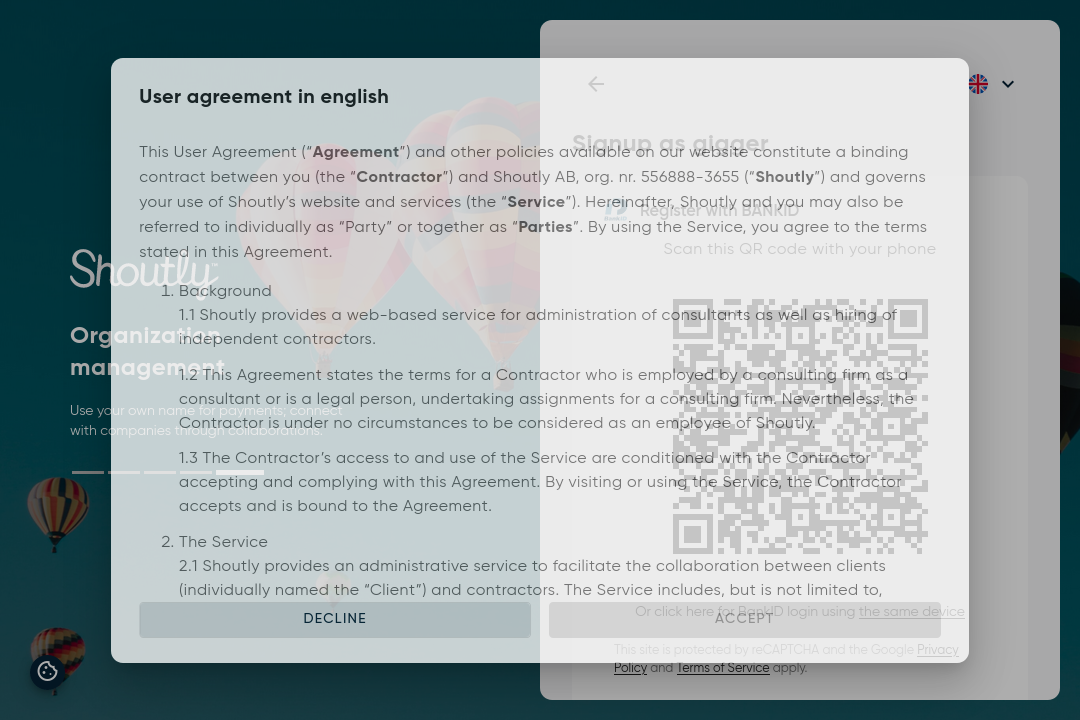 User agreement in english
This User Agreement (“Agreement”) and other policies available on our website constitute a binding
contract between you (the “Contractor”) and Shoutly AB, org. nr. 556888-3655 (“Shoutly”) and governs
your use of Shoutly’s website and services (the “Service”). Hereinafter, Shoutly and you may also be
referred to individually as “Party” or together as “Parties”. By using the Service, you agree to the terms
stated in this Agreement.
1. Background
1.1 Shoutly provides a web-based service for administration of consultants as well as hiring of
independent contractors.
1.2 This Agreement states the terms for a Contractor who is employed by a consulting firm as a
consultant or is a legal person, undertaking assignments for a consulting firm. Nevertheless, the
Contractor is under no circumstances to be considered as an employee of Shoutly.
1.3 The Contractor’s access to and use of the Service are conditioned with the Contractor
accepting and complying with this Agreement. By visiting or using the Service, the Contractor
accepts and is bound to the Agreement.
2. The Service
2.1 Shoutly provides an administrative service to facilitate the collaboration between clients
(individually named the “Client”) and contractors. The Service includes, but is not limited to,
DECLINE
ACCEPT
Shoutly
Organization
management
Use your own name for payments; connect
with companies through collaborations.
Signup as gigger
BankID
Register with BANKID
Scan this QR code with your phone
Or click here for BankID login using the same device
This site is protected by reCAPTCHA and the Google Privacy
Policy and Terms of Service apply.